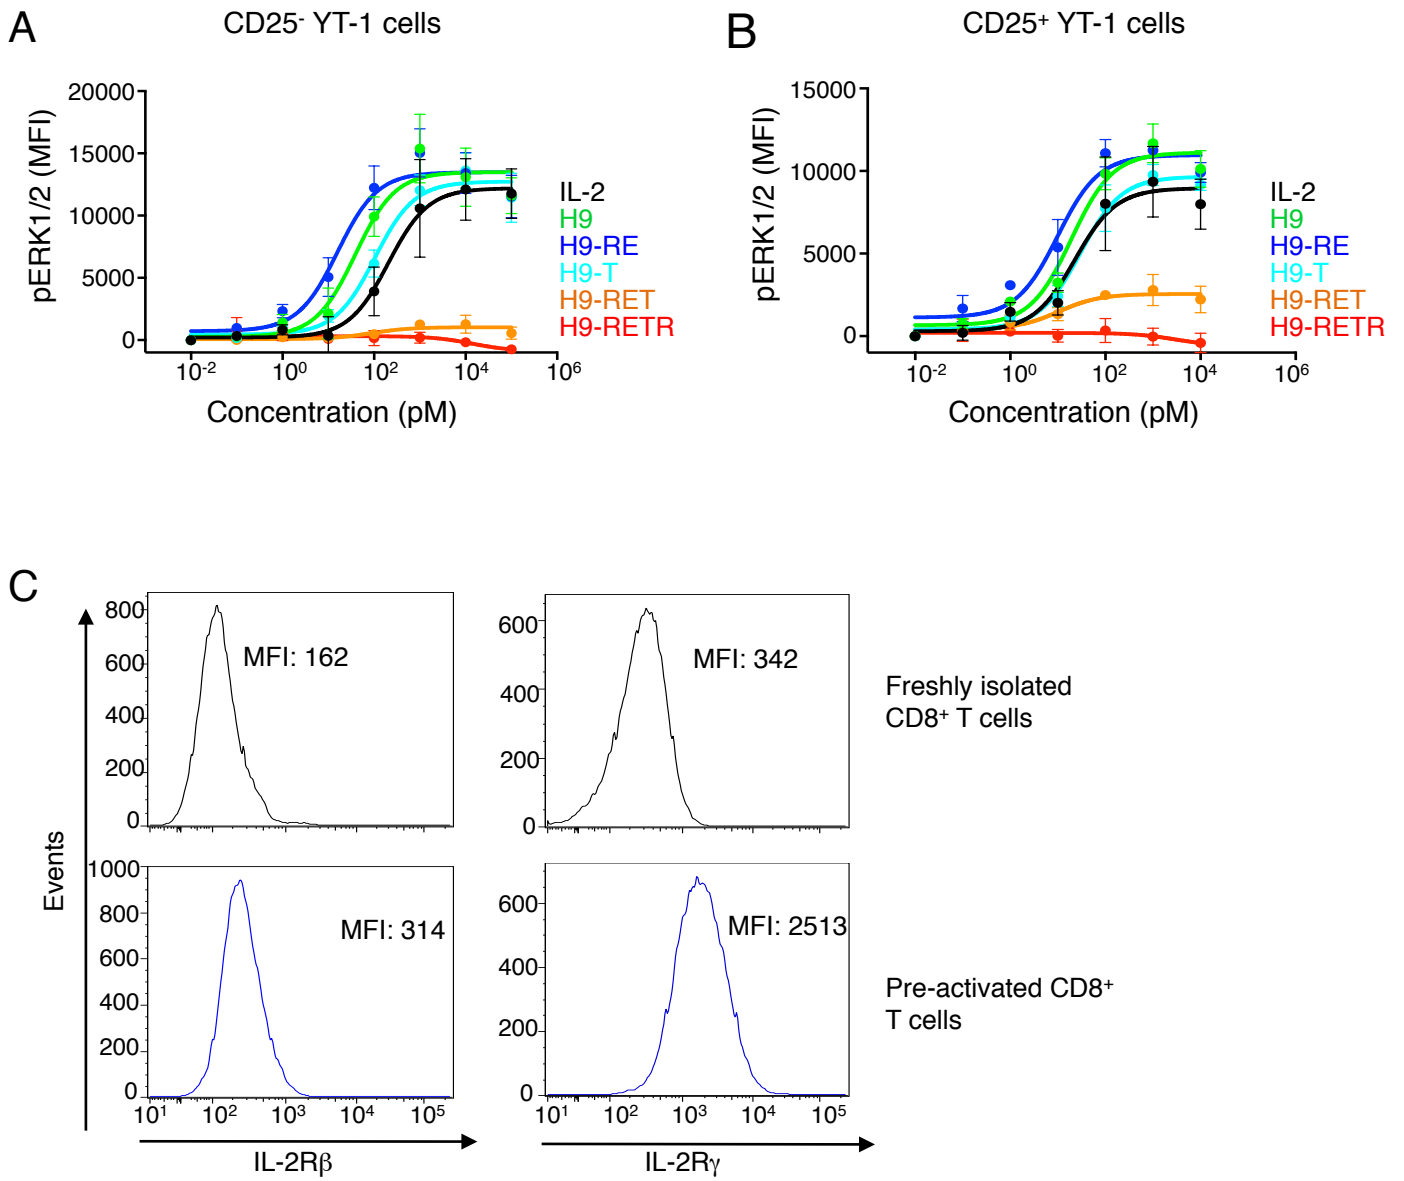 A
CD25⁻ YT-1 cells
pERK1/2 (MFI)
20000
15000
10000
5000
0
10⁻²
10⁰
10²
10⁴
10⁶
Concentration (pM)
IL-2
H9
H9-RE
H9-T
H9-RET
H9-RETR
B
CD25⁺ YT-1 cells
pERK1/2 (MFI)
15000
10000
5000
0
10⁻²
10⁰
10²
10⁴
10⁶
Concentration (pM)
IL-2
H9
H9-RE
H9-T
H9-RET
H9-RETR
C
Events
800
600
400
200
0
MFI: 162
600
400
200
0
MFI: 342
Freshly isolated
CD8⁺ T cells
1000
800
600
400
200
0
MFI: 314
10¹ 10² 10³ 10⁴ 10⁵
IL-2Rβ
600
400
200
0
MFI: 2513
10¹ 10² 10³ 10⁴ 10⁵
IL-2Rγ
Pre-activated CD8⁺
T cells